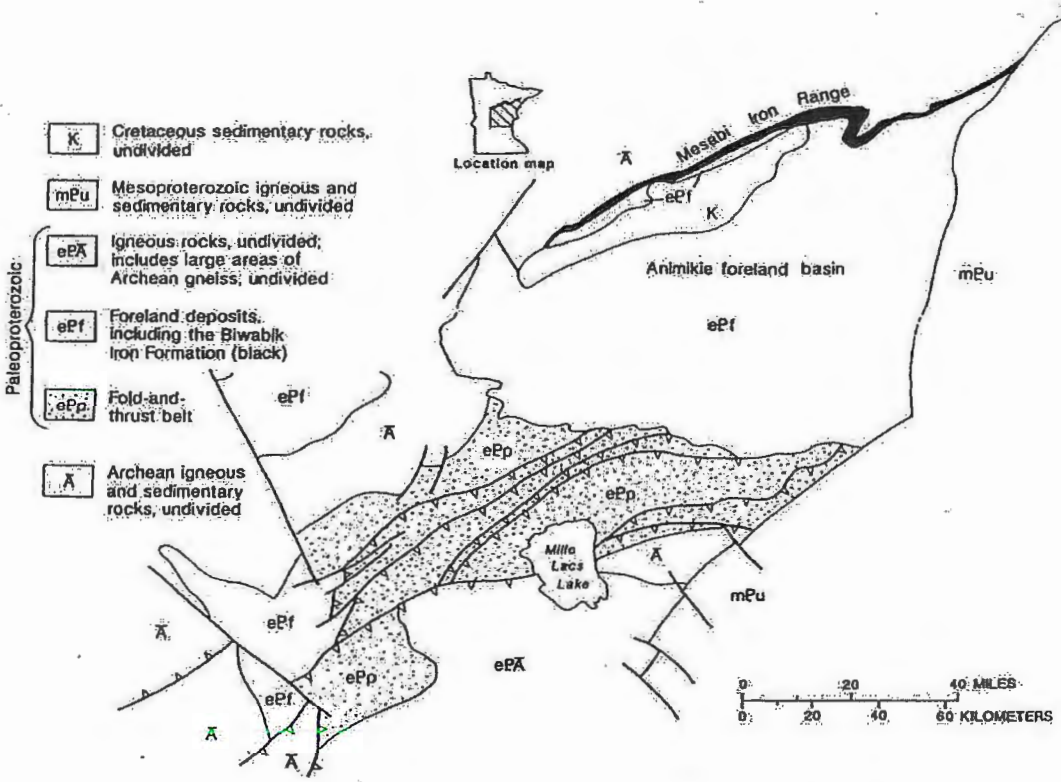 K
Cretaceous sedimentary rocks,
undivided
mPu
Mesoproterozoic igneous and
sedimentary rocks, undivided
Paleoproterozoic
ePĀ
Igneous rocks, undivided;
includes large areas of
Archean gneiss, undivided
ePf
Foreland deposits,
including the Biwabik
Iron Formation (black)
ePp
Fold-and-
thrust belt
Ā
Archean igneous
and sedimentary
rocks, undivided
Location map
Mesabi Iron Range
Ā
ePf
K
Animikie foreland basin
ePf
mPu
ePf
Ā
ePp
ePp
Mille
Lacs
Lake
Ā
mPu
Ā
ePf
ePp
ePĀ
ePf
Ā
Ā
0 20 40 MILES
0 20 40 60 KILOMETERS